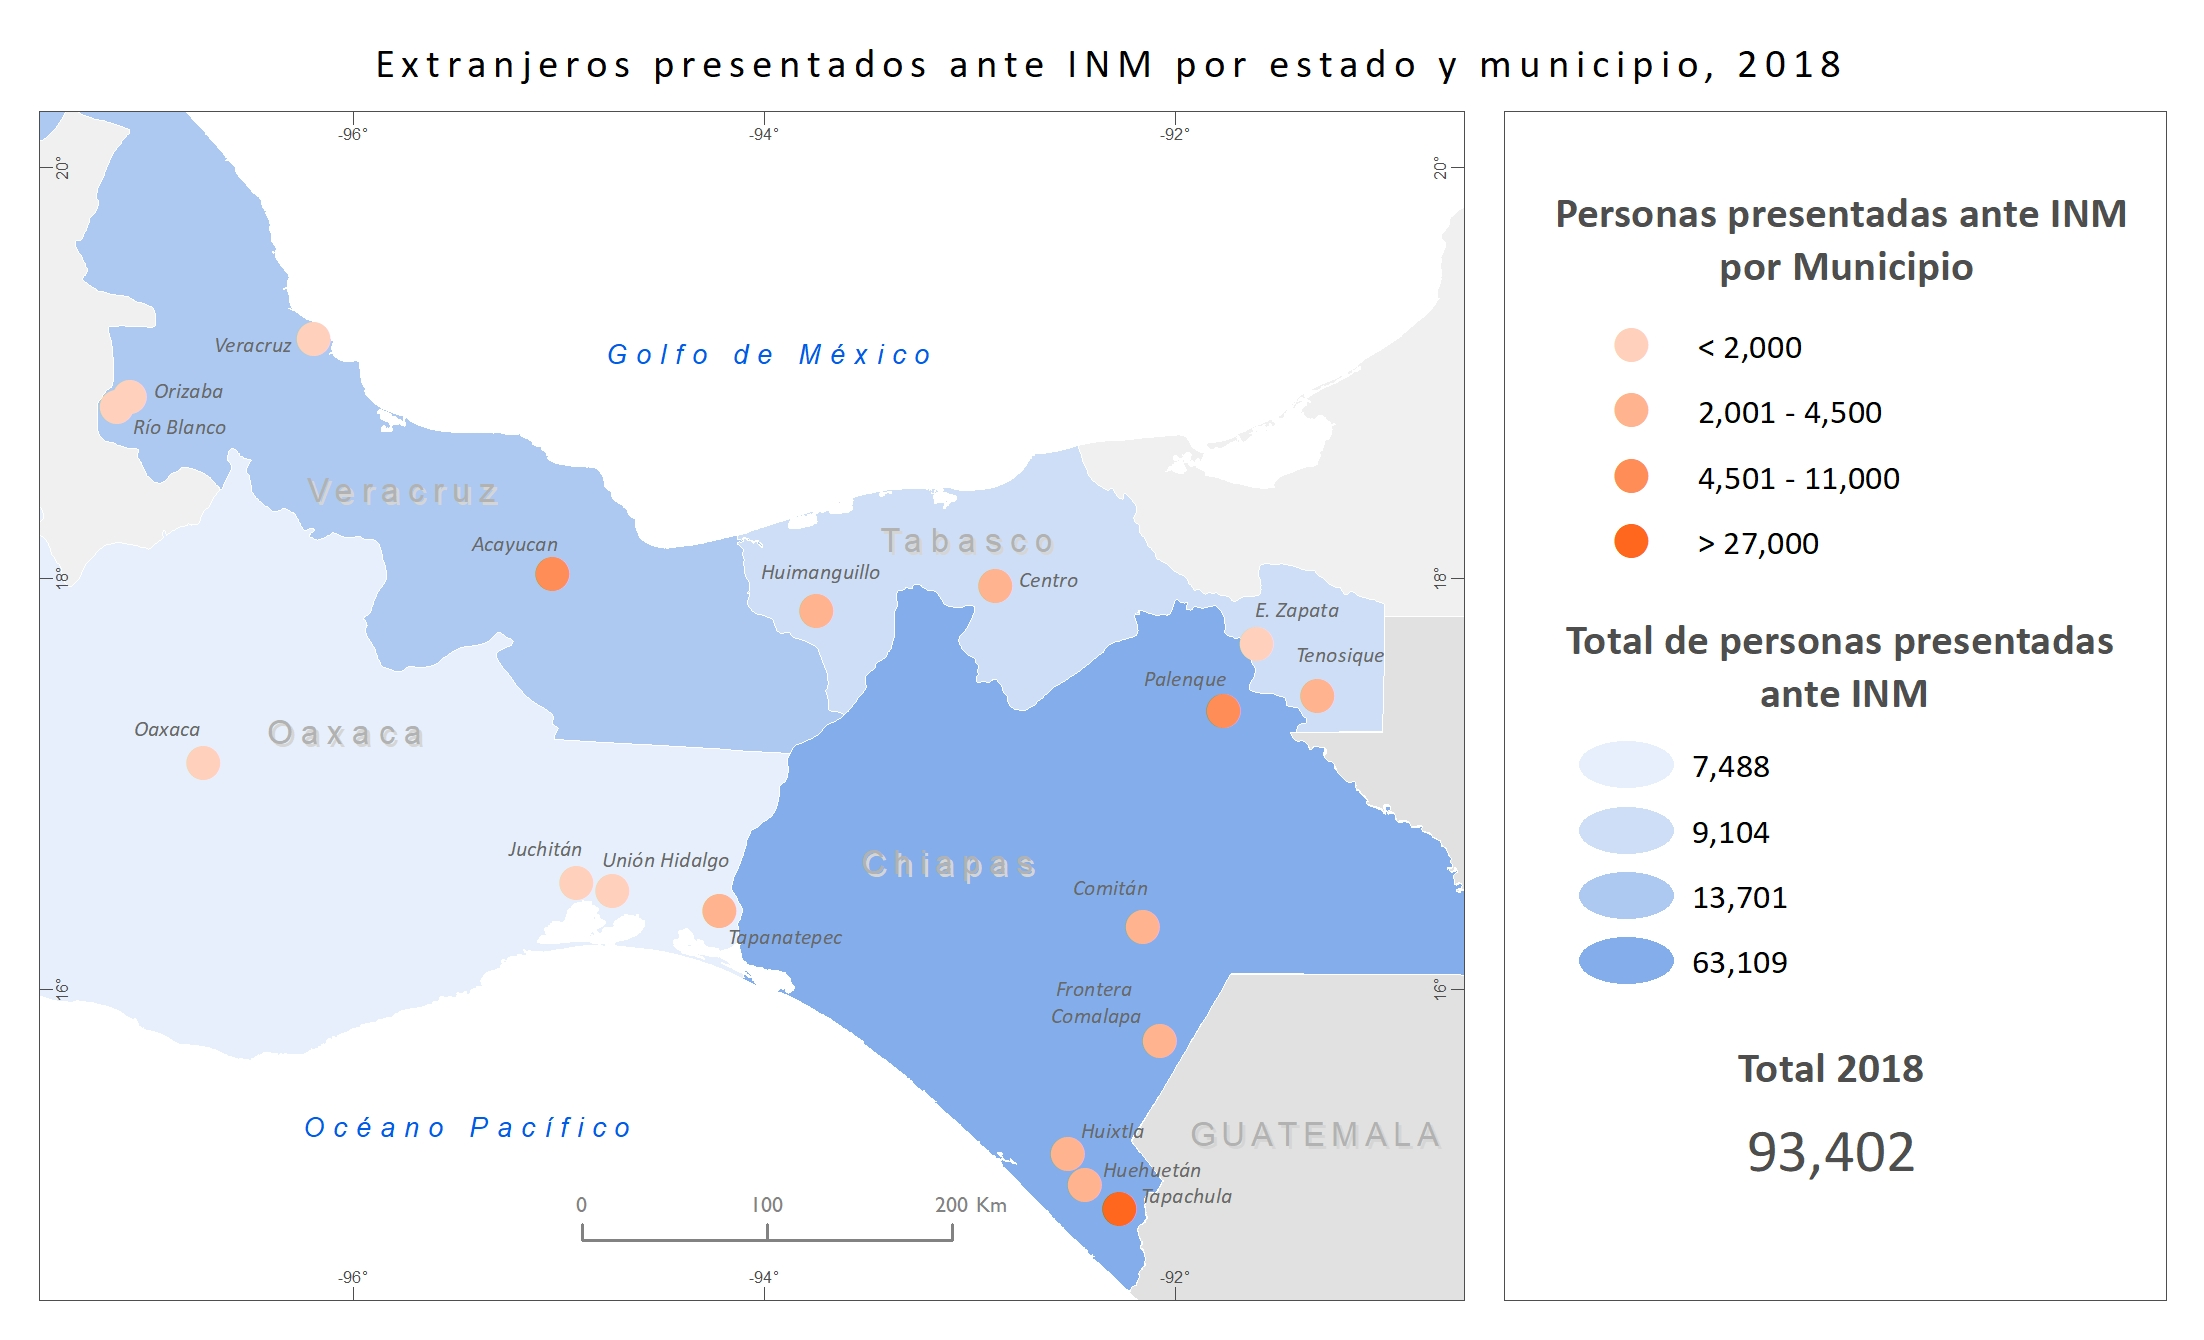 Extranjeros presentados ante INM por estado y municipio, 2018
-96°
-94°
-92°
20°
20°
Veracruz
Golfo de México
Orizaba
Río Blanco
Veracruz
Acayucan
Tabasco
Huimanguillo
Centro
18°
18°
E. Zapata
Tenosique
Palenque
Oaxaca
Oaxaca
Juchitán
Unión Hidalgo
Chiapas
Comitán
Tapanatepec
16°
16°
Frontera
Comalapa
Océano Pacífico
Huixtla
GUATEMALA
Huehuetán
Tapachula
0 100 200 Km
-96°
-94°
-92°
Personas presentadas ante INM
por Municipio
< 2,000
2,001 - 4,500
4,501 - 11,000
> 27,000
Total de personas presentadas
ante INM
7,488
9,104
13,701
63,109
Total 2018
93,402